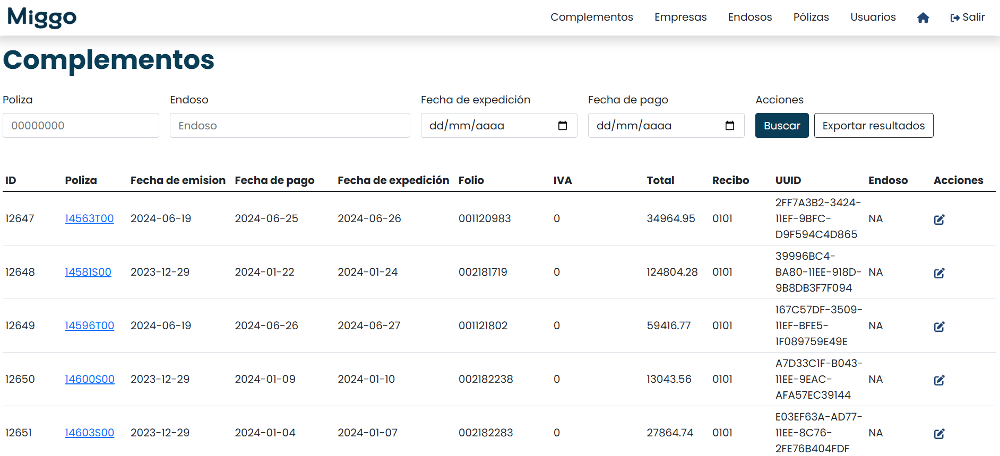 Miggo
Complementos Empresas Endosos Pólizas Usuarios Salir
Complementos
Poliza Endoso Fecha de expedición Fecha de pago Acciones
00000000 Endoso dd/mm/aaaa dd/mm/aaaa Buscar Exportar resultados
ID Poliza Fecha de emision Fecha de pago Fecha de expedición Folio IVA Total Recibo UUID Endoso Acciones
2FF7A3B2-3424-
12647 14563T00 2024-06-19 2024-06-25 2024-06-26 001120983 0 34964.95 0101 11EF-9BFC- NA
D9F594C4D865
39996BC4-
12648 14581S00 2023-12-29 2024-01-22 2024-01-24 002181719 0 124804.28 0101 BA80-11EE-918D- NA
9B8DB3F7F094
167C57DF-3509-
12649 14596T00 2024-06-19 2024-06-26 2024-06-27 001121802 0 59416.77 0101 11EF-BFE5- NA
1F089759E49E
A7D33C1F-B043-
12650 14600S00 2023-12-29 2024-01-09 2024-01-10 002182238 0 13043.56 0101 11EE-9EAC- NA
AFA57EC39144
E03EF63A-AD77-
12651 14603S00 2023-12-29 2024-01-04 2024-01-07 002182283 0 27864.74 0101 11EE-8C76- NA
2FE76B404FDF